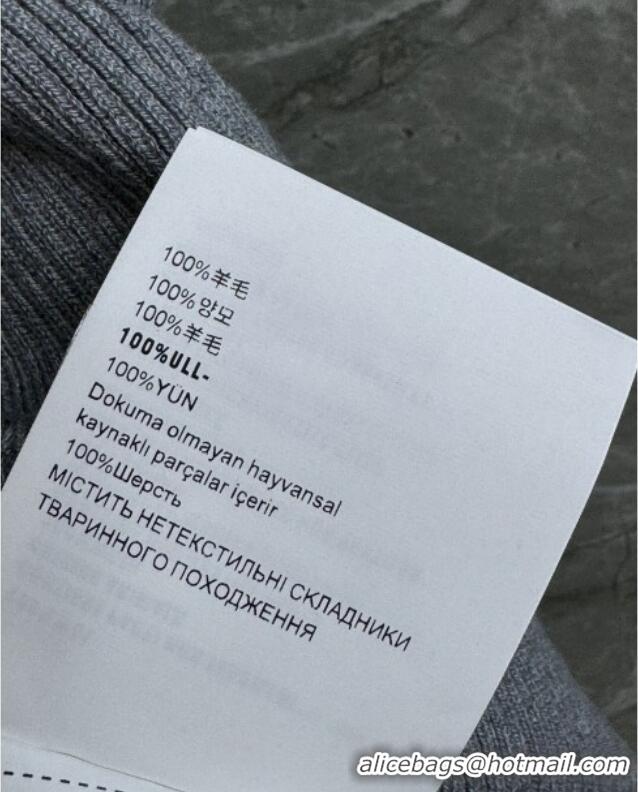 100%羊毛
100%양모
100%羊毛
100%ULL-
100%YÜN
Dokuma olmayan hayvansal
kaynaklı parçalar içerir
100%Шерсть
МІСТИТЬ НЕТЕКСТИЛЬНІ СКЛАДНИКИ
ТВАРИННОГО ПОХОДЖЕННЯ
alicebags@hotmail.com